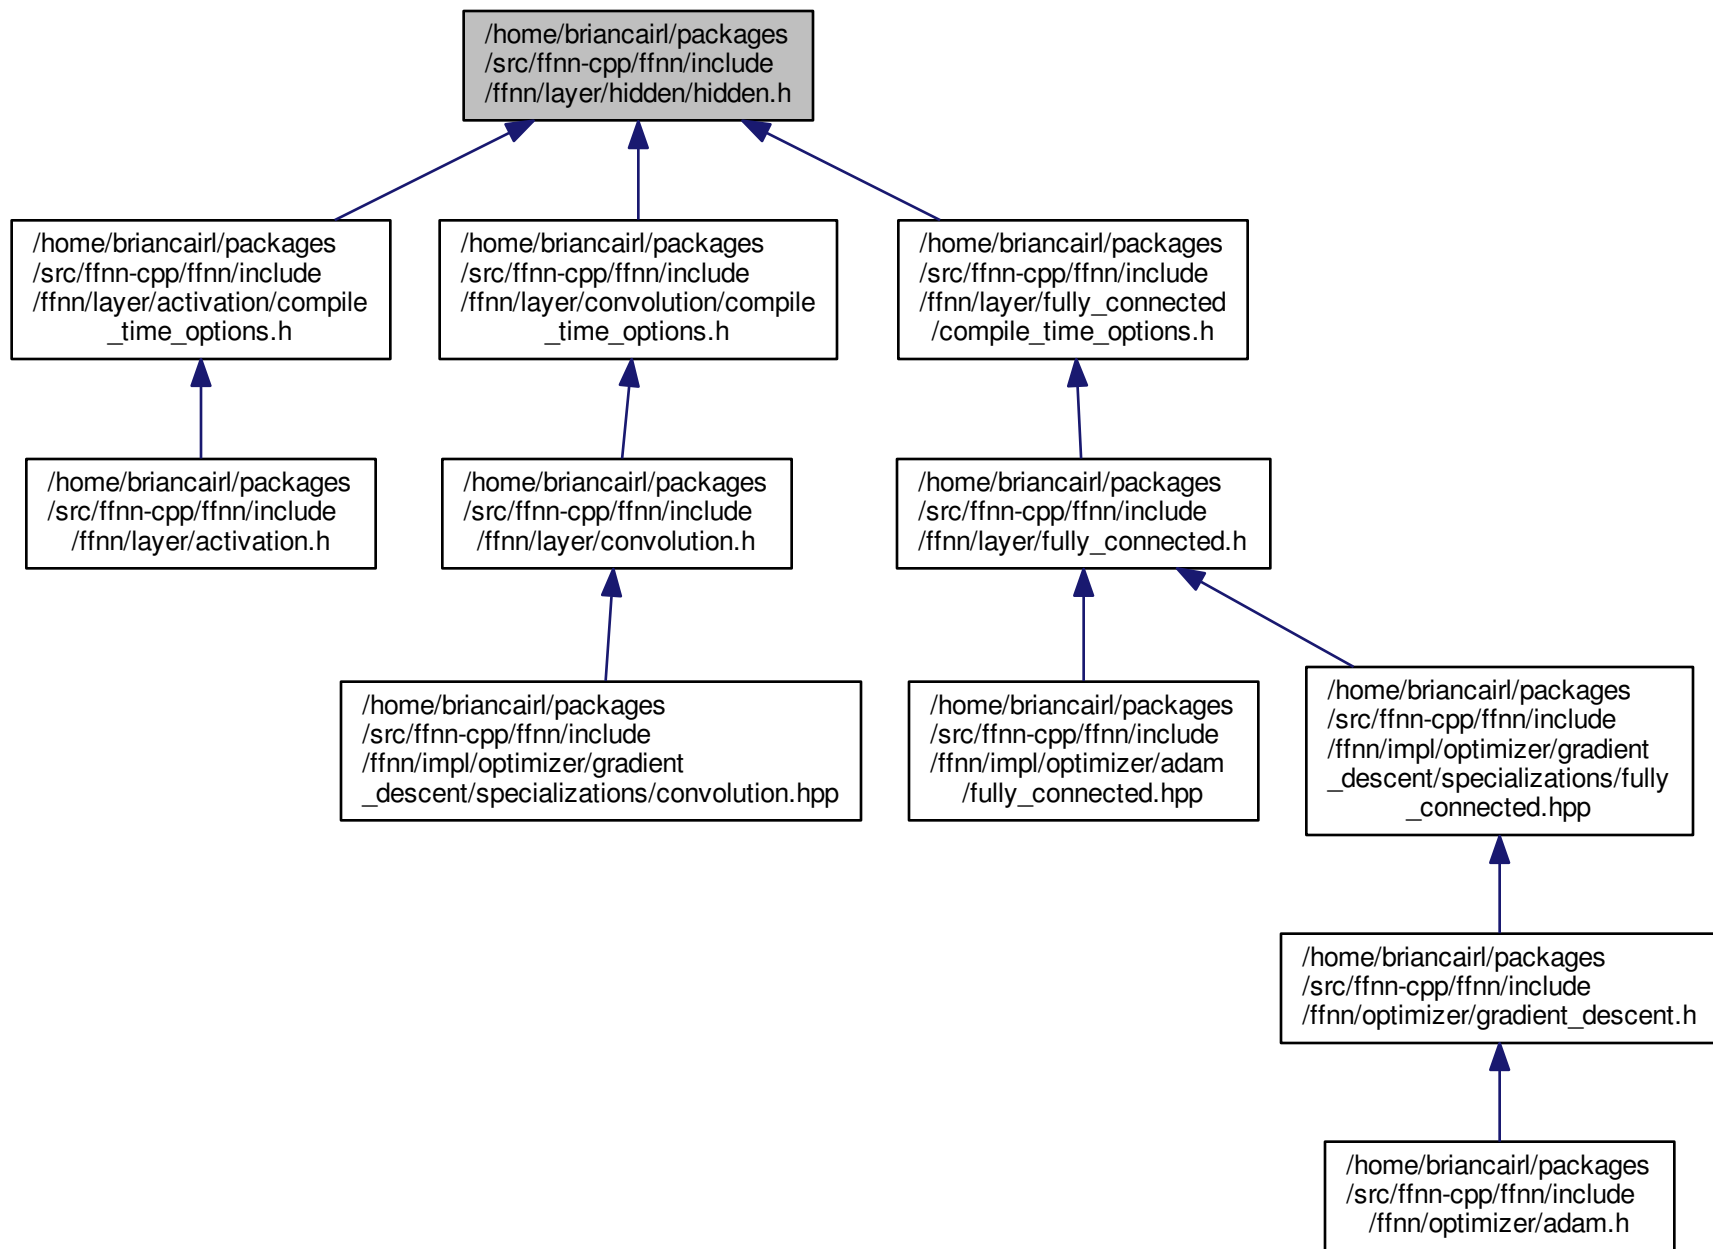 /home/briancairl/packages
/src/ffnn-cpp/ffnn/include
/ffnn/layer/hidden/hidden.h
/home/briancairl/packages
/src/ffnn-cpp/ffnn/include
/ffnn/layer/activation/compile
_time_options.h
/home/briancairl/packages
/src/ffnn-cpp/ffnn/include
/ffnn/layer/convolution/compile
_time_options.h
/home/briancairl/packages
/src/ffnn-cpp/ffnn/include
/ffnn/layer/fully_connected
/compile_time_options.h
/home/briancairl/packages
/src/ffnn-cpp/ffnn/include
/ffnn/layer/activation.h
/home/briancairl/packages
/src/ffnn-cpp/ffnn/include
/ffnn/layer/convolution.h
/home/briancairl/packages
/src/ffnn-cpp/ffnn/include
/ffnn/layer/fully_connected.h
/home/briancairl/packages
/src/ffnn-cpp/ffnn/include
/ffnn/impl/optimizer/gradient
_descent/specializations/convolution.hpp
/home/briancairl/packages
/src/ffnn-cpp/ffnn/include
/ffnn/impl/optimizer/adam
/fully_connected.hpp
/home/briancairl/packages
/src/ffnn-cpp/ffnn/include
/ffnn/impl/optimizer/gradient
_descent/specializations/fully
_connected.hpp
/home/briancairl/packages
/src/ffnn-cpp/ffnn/include
/ffnn/optimizer/gradient_descent.h
/home/briancairl/packages
/src/ffnn-cpp/ffnn/include
/ffnn/optimizer/adam.h